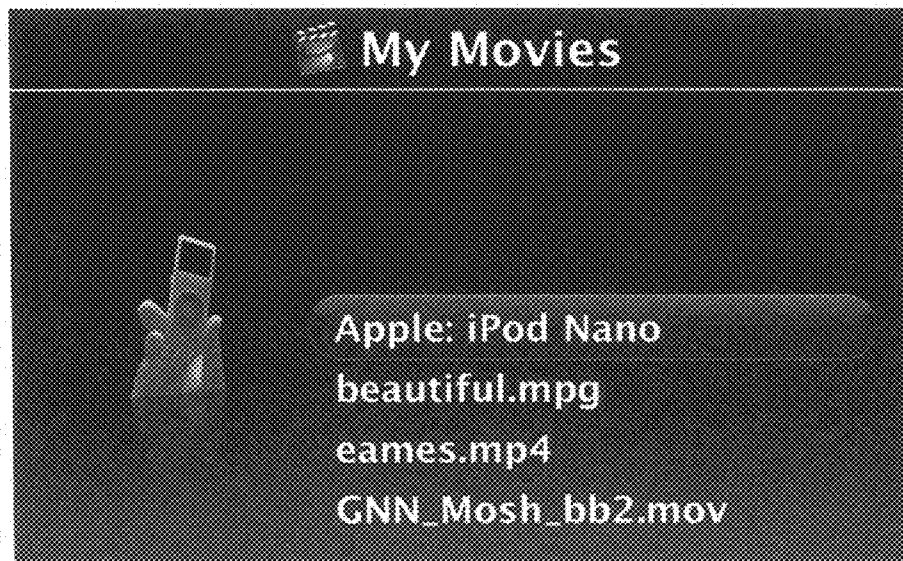 My Movies
Apple: iPod Nano
beautiful.mpg
eames.mp4
GNN_Mosh_bb2.mov